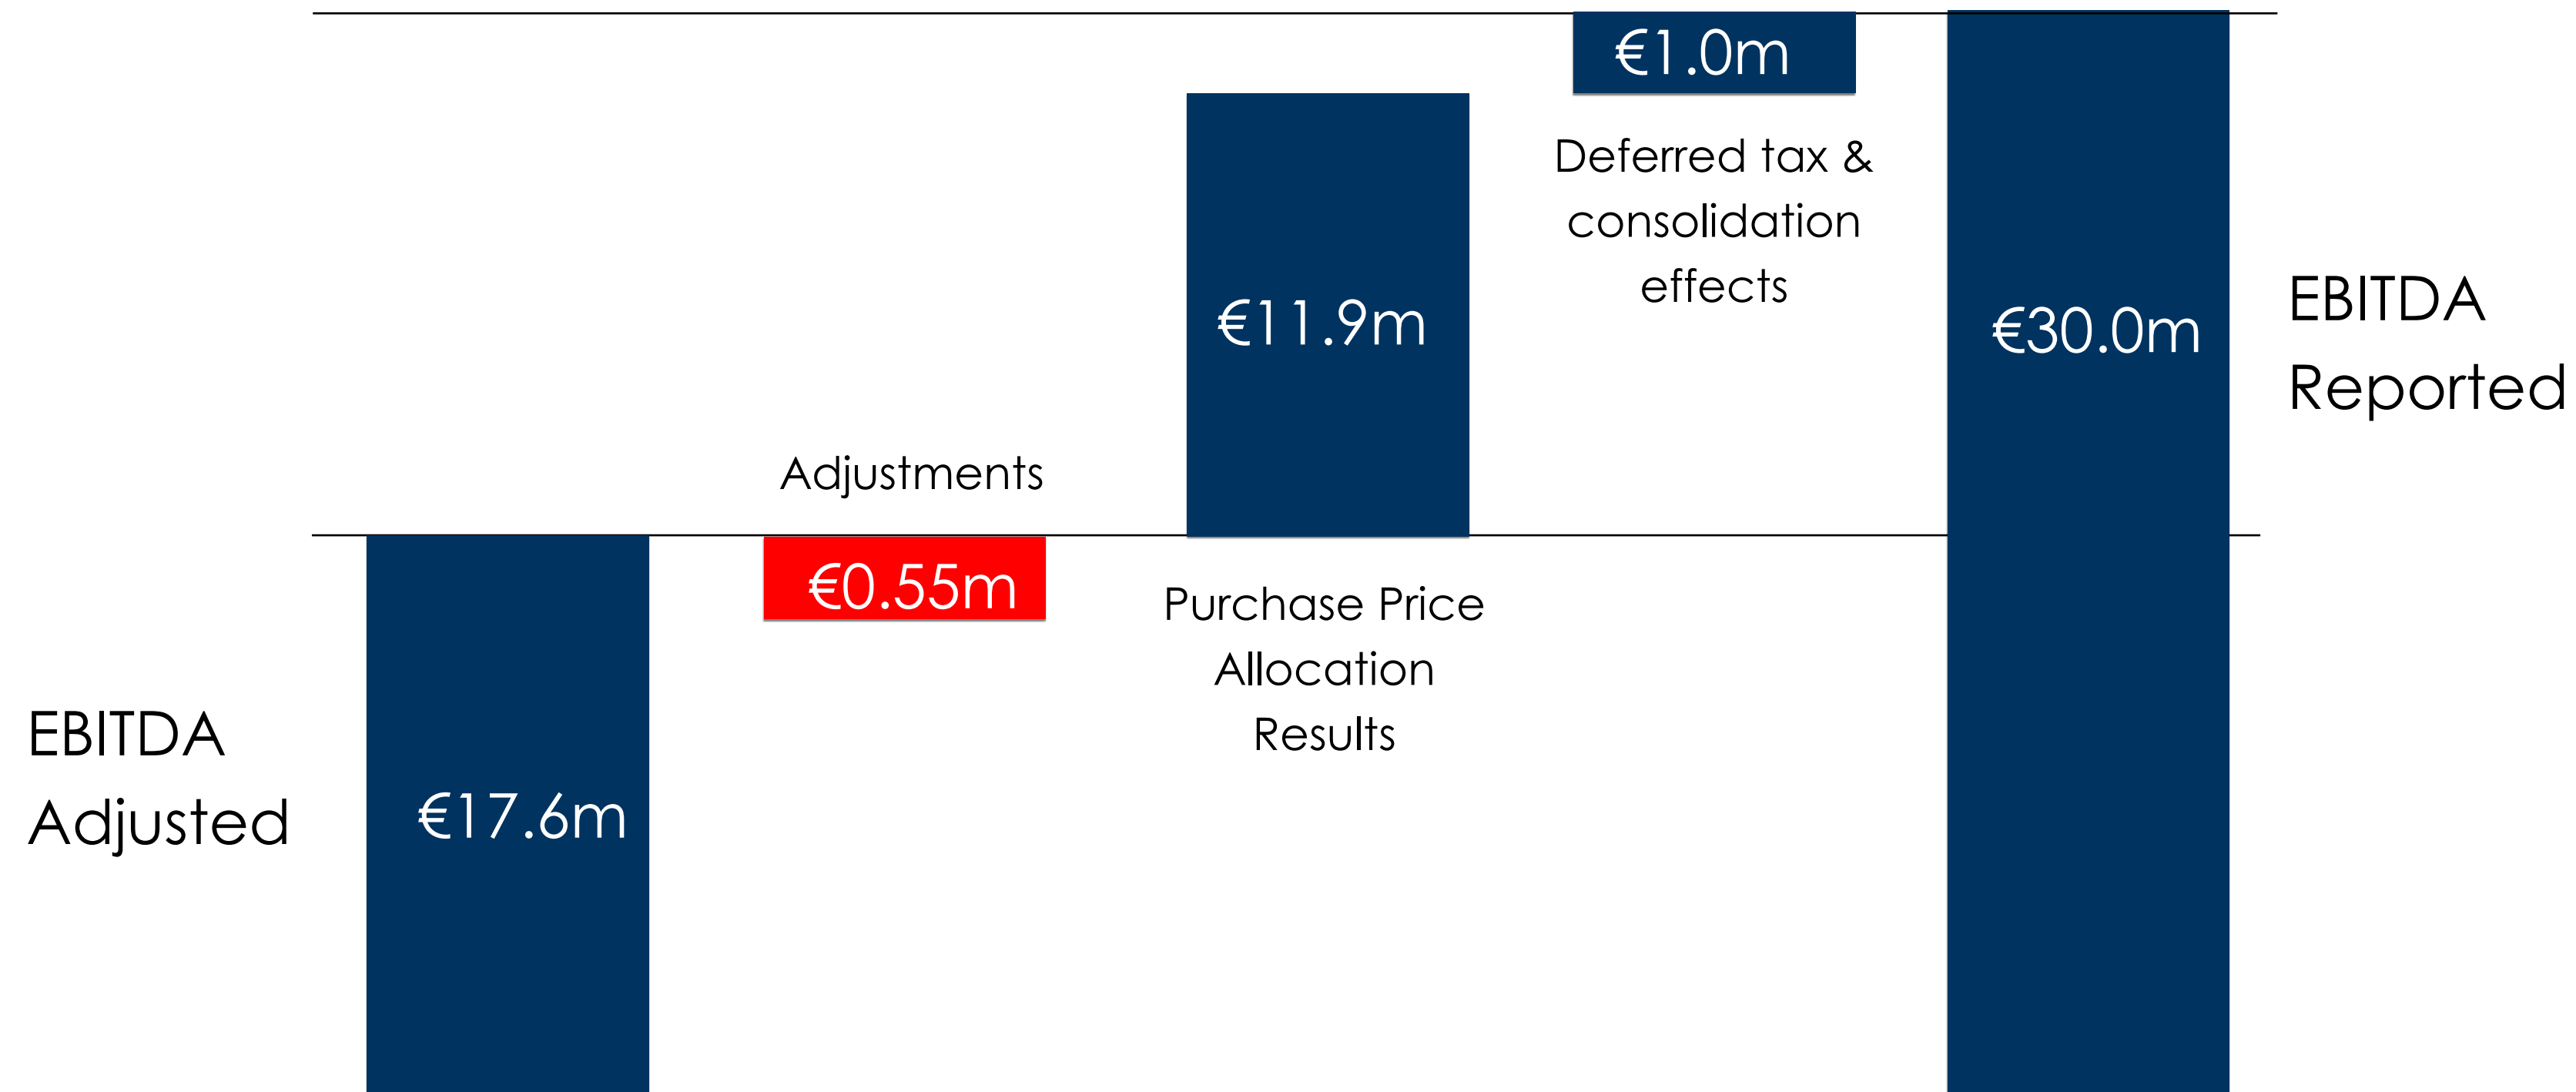 EBITDA
Adjusted
€17.6m
Adjustments
€0.55m
€11.9m
Purchase Price
Allocation
Results
€1.0m
Deferred tax &
consolidation
effects
€30.0m
EBITDA
Reported